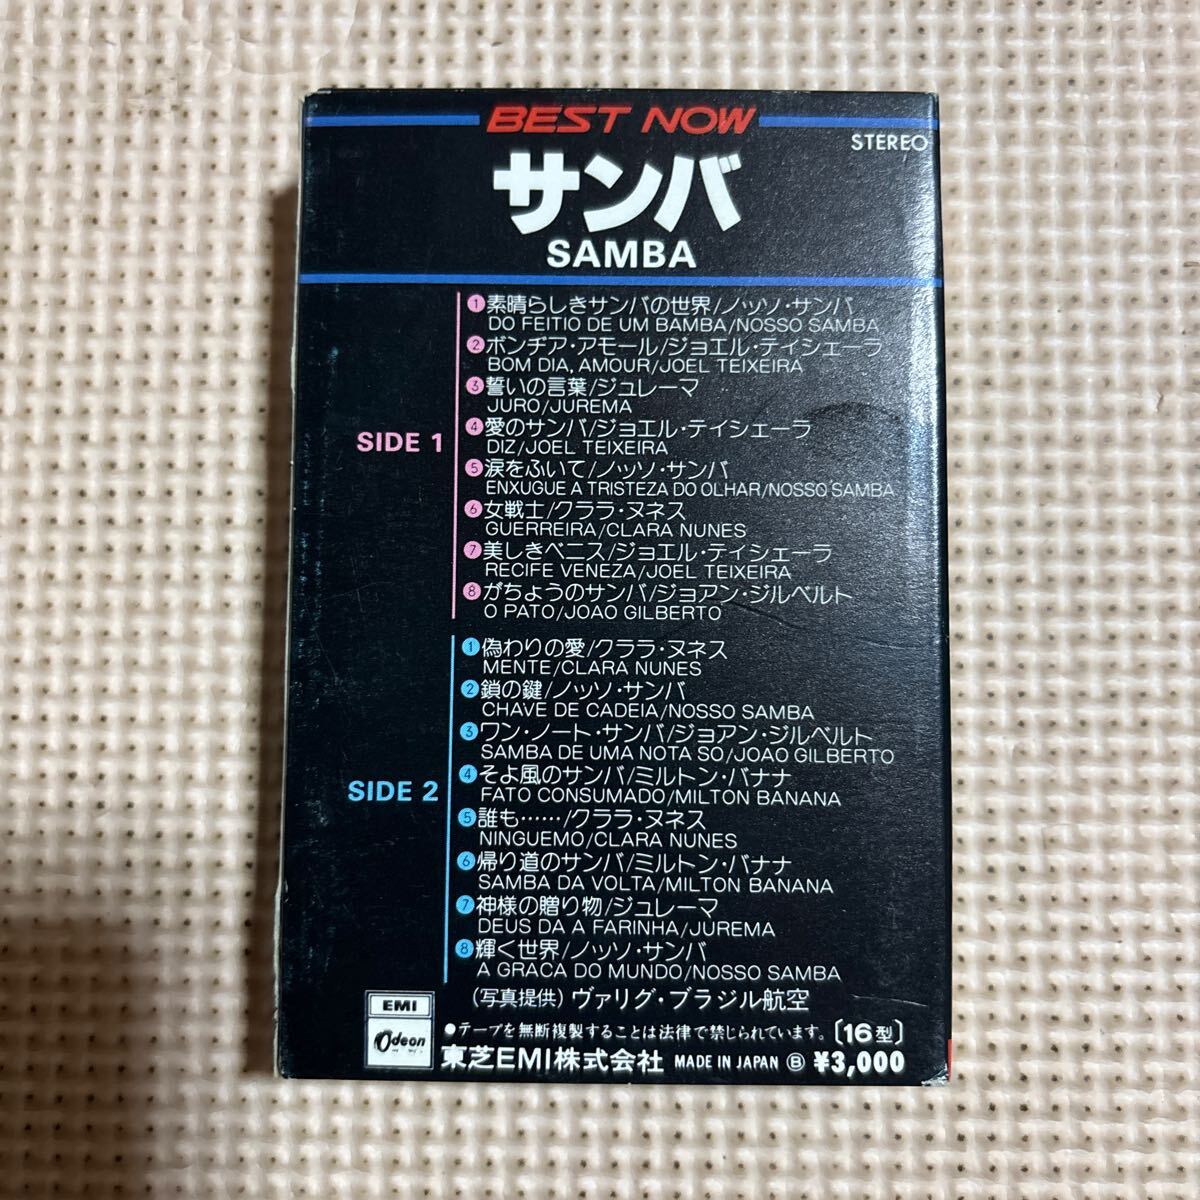 BEST NOW
STEREO
サンバ
SAMBA
SIDE 1
1 素晴らしきサンバの世界/ノッソ・サンバ
DO FEITIO DE UM BAMBA/NOSSO SAMBA
2 ボンヂア・アモール/ジョエル・テイシェーラ
BOM DIA, AMOUR/JOEL TEIXEIRA
3 誓いの言葉/ジュレーマ
JURO/JUREMA
4 愛のサンバ/ジョエル・テイシェーラ
DIZ/JOEL TEIXEIRA
5 涙をふいて/ノッソ・サンバ
ENXUGUE A TRISTEZA DO OLHAR/NOSSO SAMBA
6 女戦士/クララ・ヌネス
GUERREIRA/CLARA NUNES
7 美しきベニス/ジョエル・テイシェーラ
RECIFE VENEZA/JOEL TEIXEIRA
8 がちょうのサンバ/ジョアン・ジルベルト
O PATO/JOAO GILBERTO
SIDE 2
1 偽わりの愛/クララ・ヌネス
MENTE/CLARA NUNES
2 鎖の鍵/ノッソ・サンバ
CHAVE DE CADEIA/NOSSO SAMBA
3 ワン・ノート・サンバ/ジョアン・ジルベルト
SAMBA DE UMA NOTA SO/JOAO GILBERTO
4 そよ風のサンバ/ミルトン・バナナ
FATO CONSUMADO/MILTON BANANA
5 誰も……/クララ・ヌネス
NINGUEMO/CLARA NUNES
6 帰り道のサンバ/ミルトン・バナナ
SAMBA DA VOLTA/MILTON BANANA
7 神様の贈り物/ジュレーマ
DEUS DA A FARINHA/JUREMA
8 輝く世界/ノッソ・サンバ
A GRACA DO MUNDO/NOSSO SAMBA
(写真提供) ヴァリグ・ブラジル航空
EMI
Odeon
●テープを無断複製することは法律で禁じられています。〔16型〕
東芝EMI株式会社 MADE IN JAPAN Ⓑ ¥3,000